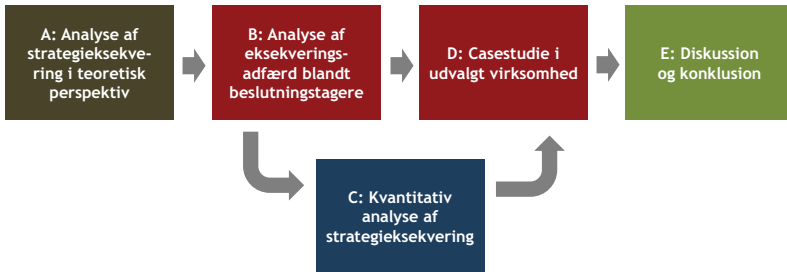 A: Analyse af
strategieksekve-
ring i teoretisk
perspektiv
B: Analyse af
eksekverings-
adfærd blandt
beslutningstagere
D: Casestudie i
udvalgt virksomhed
E: Diskussion
og konklusion
C: Kvantitativ
analyse af
strategieksekvering